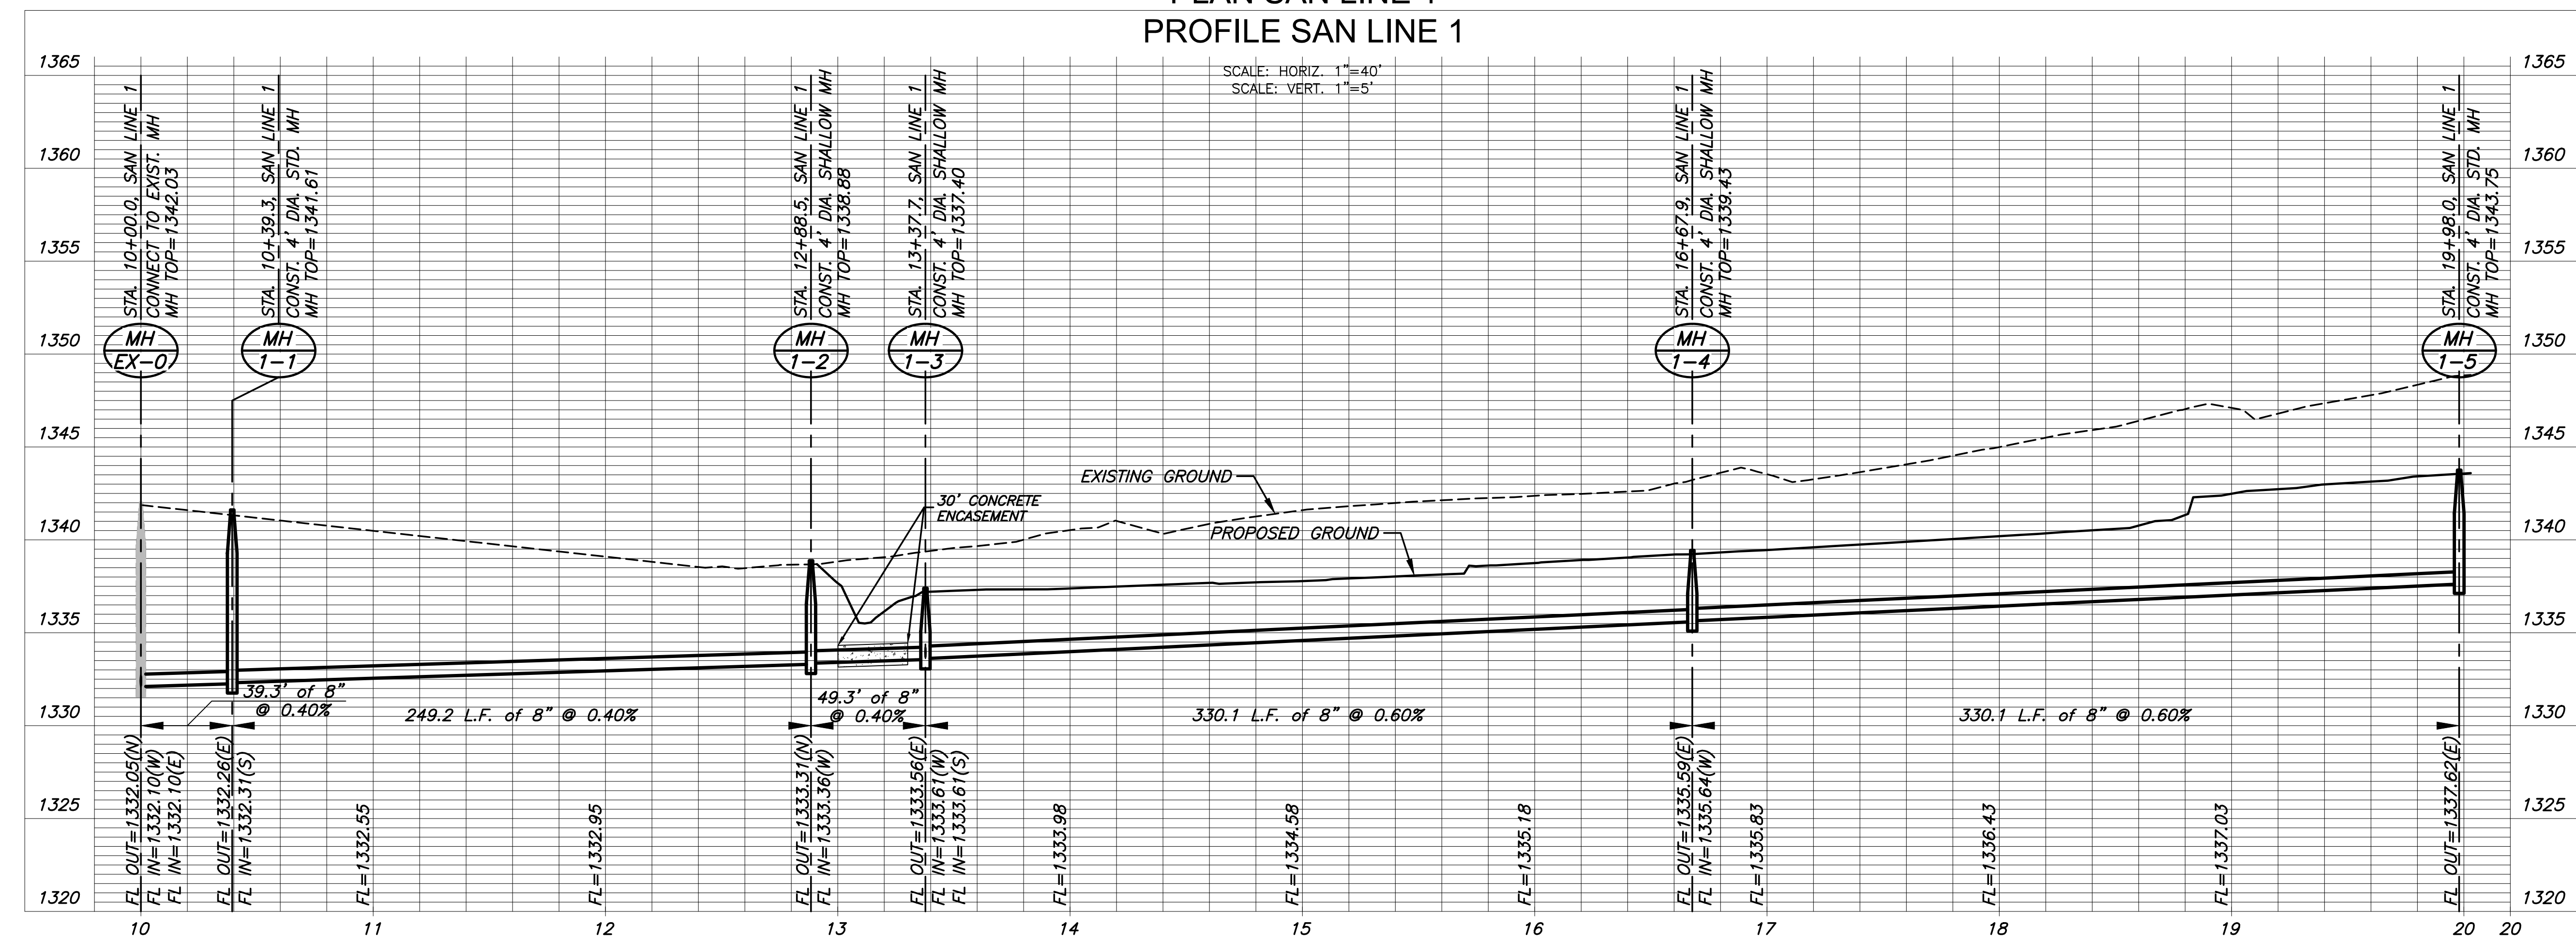 PROFILE SAN LINE 1
SCALE: HORIZ. 1"=40'
SCALE: VERT. 1"=5'
1365
1360
1355
1350
1345
1340
1335
1330
1325
1320
1365
1360
1355
1350
1345
1340
1335
1330
1325
1320
STA. 10+00.0, SAN LINE 1
CONNECT TO EXIST. MH
MH TOP=1342.03
STA. 10+39.3, SAN LINE 1
CONST. 4' DIA. STD. MH
MH TOP=1341.61
STA. 12+88.5, SAN LINE 1
CONST. 4' DIA. SHALLOW MH
MH TOP=1338.88
STA. 13+37.7, SAN LINE 1
CONST. 4' DIA. SHALLOW MH
MH TOP=1337.40
STA. 16+67.9, SAN LINE 1
CONST. 4' DIA. SHALLOW MH
MH TOP=1339.43
STA. 19+98.0, SAN LINE 1
CONST. 4' DIA. STD. MH
MH TOP=1343.75
MH
EX-0
MH
1-1
MH
1-2
MH
1-3
MH
1-4
MH
1-5
EXISTING GROUND
30' CONCRETE
ENCASEMENT
PROPOSED GROUND
39.3' of 8"
@ 0.40%
249.2 L.F. of 8" @ 0.40%
49.3' of 8"
@ 0.40%
330.1 L.F. of 8" @ 0.60%
330.1 L.F. of 8" @ 0.60%
FL OUT=1332.05(N)
FL IN=1332.10(W)
FL IN=1332.10(E)
FL OUT=1332.26(E)
FL IN=1332.31(S)
FL=1332.55
FL=1332.95
FL OUT=1333.31(N)
FL IN=1333.36(W)
FL OUT=1333.56(E)
FL IN=1333.61(W)
FL IN=1333.61(S)
FL=1333.98
FL=1334.58
FL=1335.18
FL OUT=1335.59(E)
FL IN=1335.64(W)
FL=1335.83
FL=1336.43
FL=1337.03
FL OUT=1337.62(E)
10 11 12 13 14 15 16 17 18 19 20 20